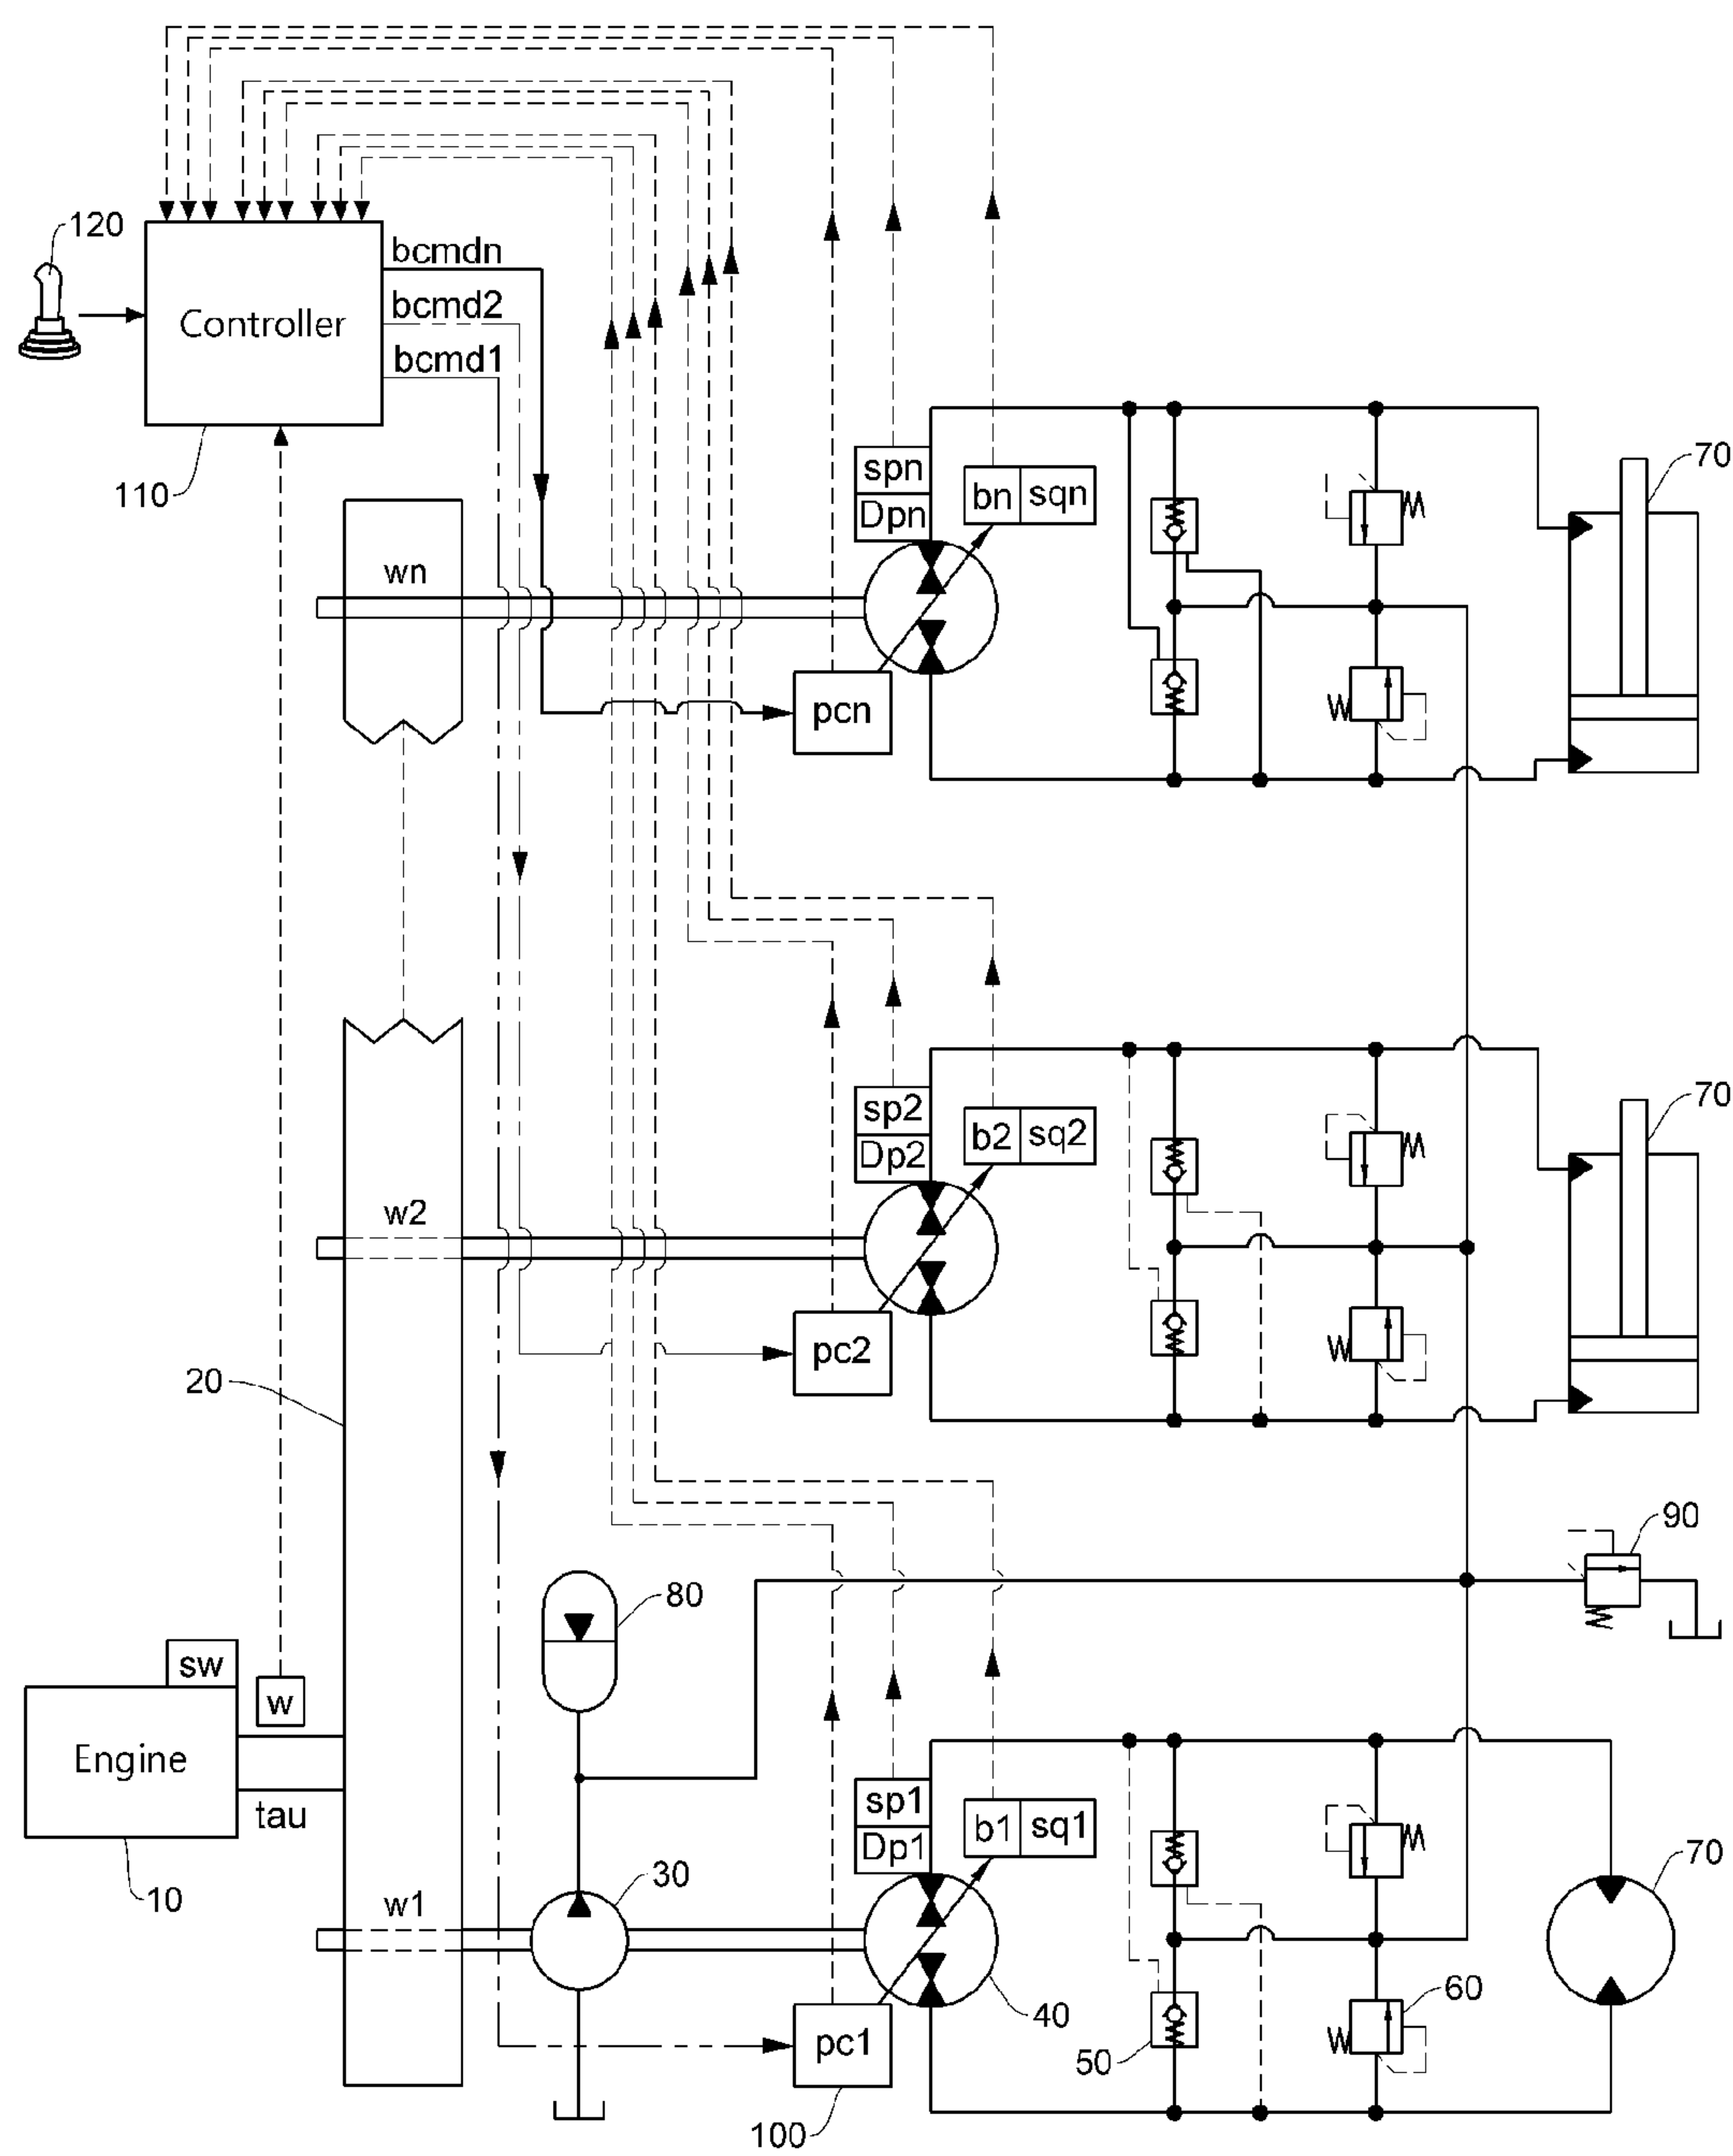 120
bcmdn
bcmd2
bcmd1
Controller
110
spn
Dpn
bn
sqn
70
wn
pcn
sp2
Dp2
b2
sq2
70
w2
pc2
20
90
80
sw
w
Engine
tau
10
sp1
Dp1
b1
sq1
30
70
w1
40
60
50
pc1
100